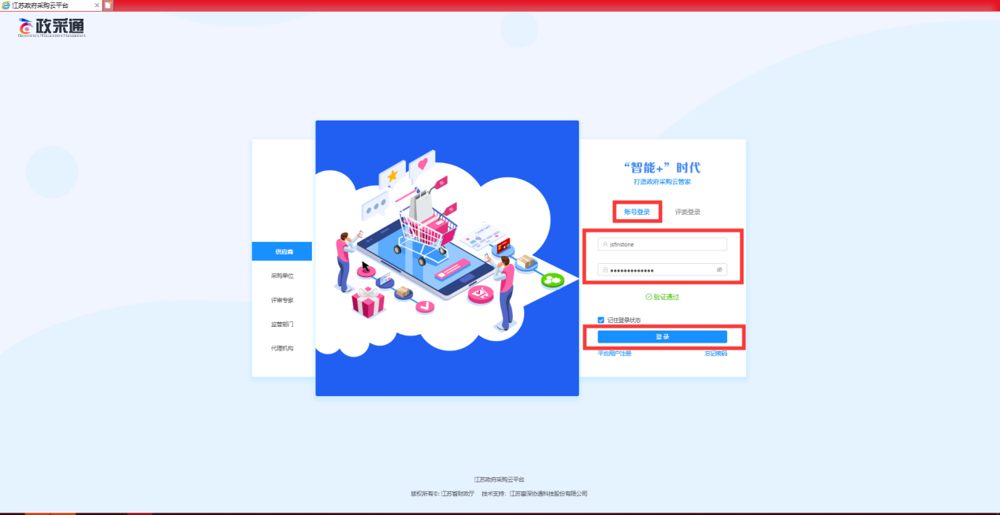 江苏政府采购云平台
政采通
Government Procurement Management
“智能+”时代
打造政府采购云管家
账号登录 评委登录
jsfinstone
供应商
采购单位
评审专家
监管部门
代理机构
验证通过
记住登录状态
登录
平台用户注册 忘记密码
江苏政府采购云平台
版权所有©: 江苏省财政厅 技术支持: 江苏富深协通科技股份有限公司